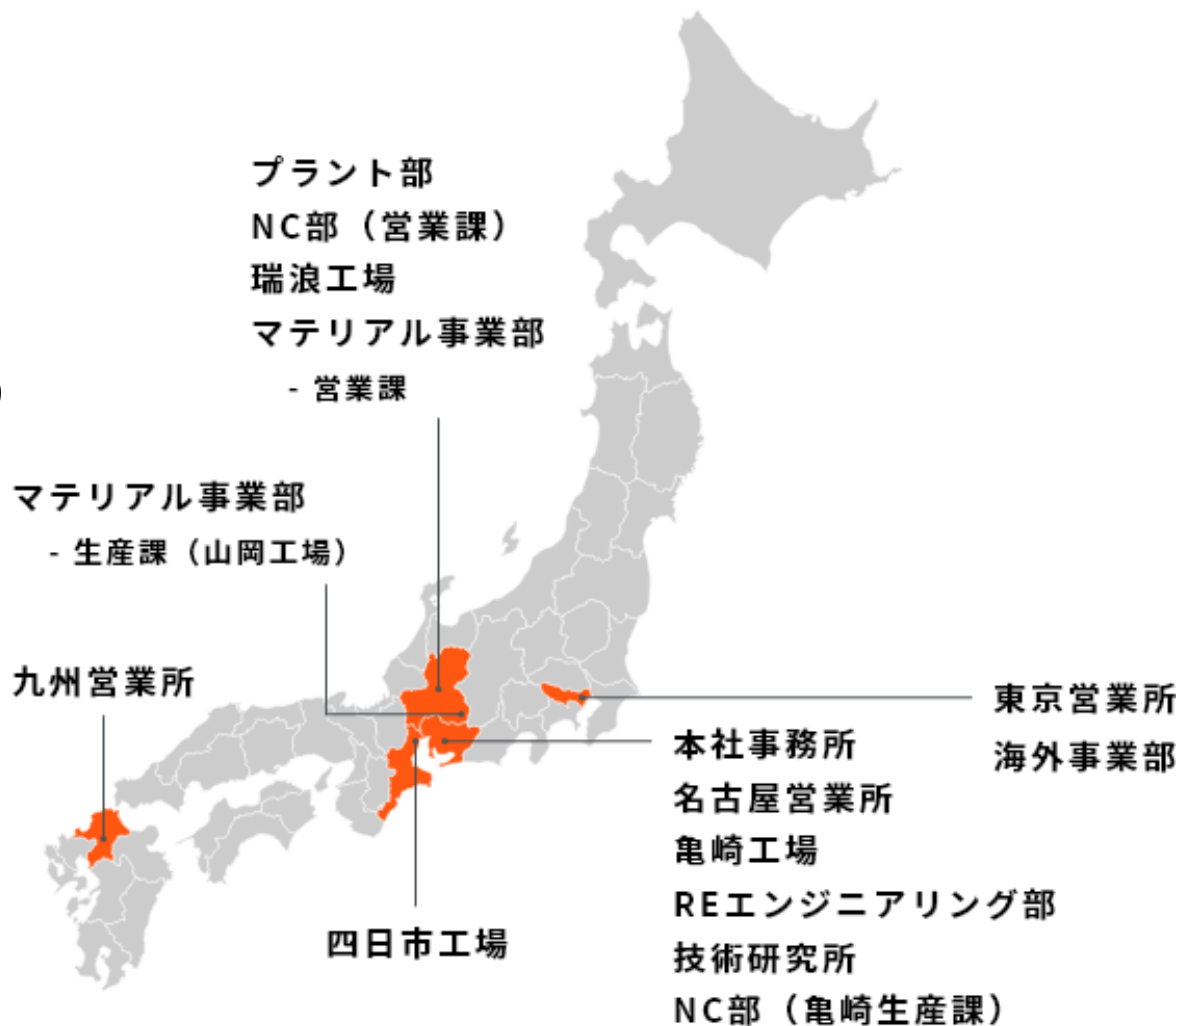 プラント部
NC部（営業課）
瑞浪工場
マテリアル事業部
- 営業課
マテリアル事業部
- 生産課（山岡工場）
九州営業所
四日市工場
本社事務所
名古屋営業所
亀崎工場
REエンジニアリング部
技術研究所
NC部（亀崎生産課）
東京営業所
海外事業部